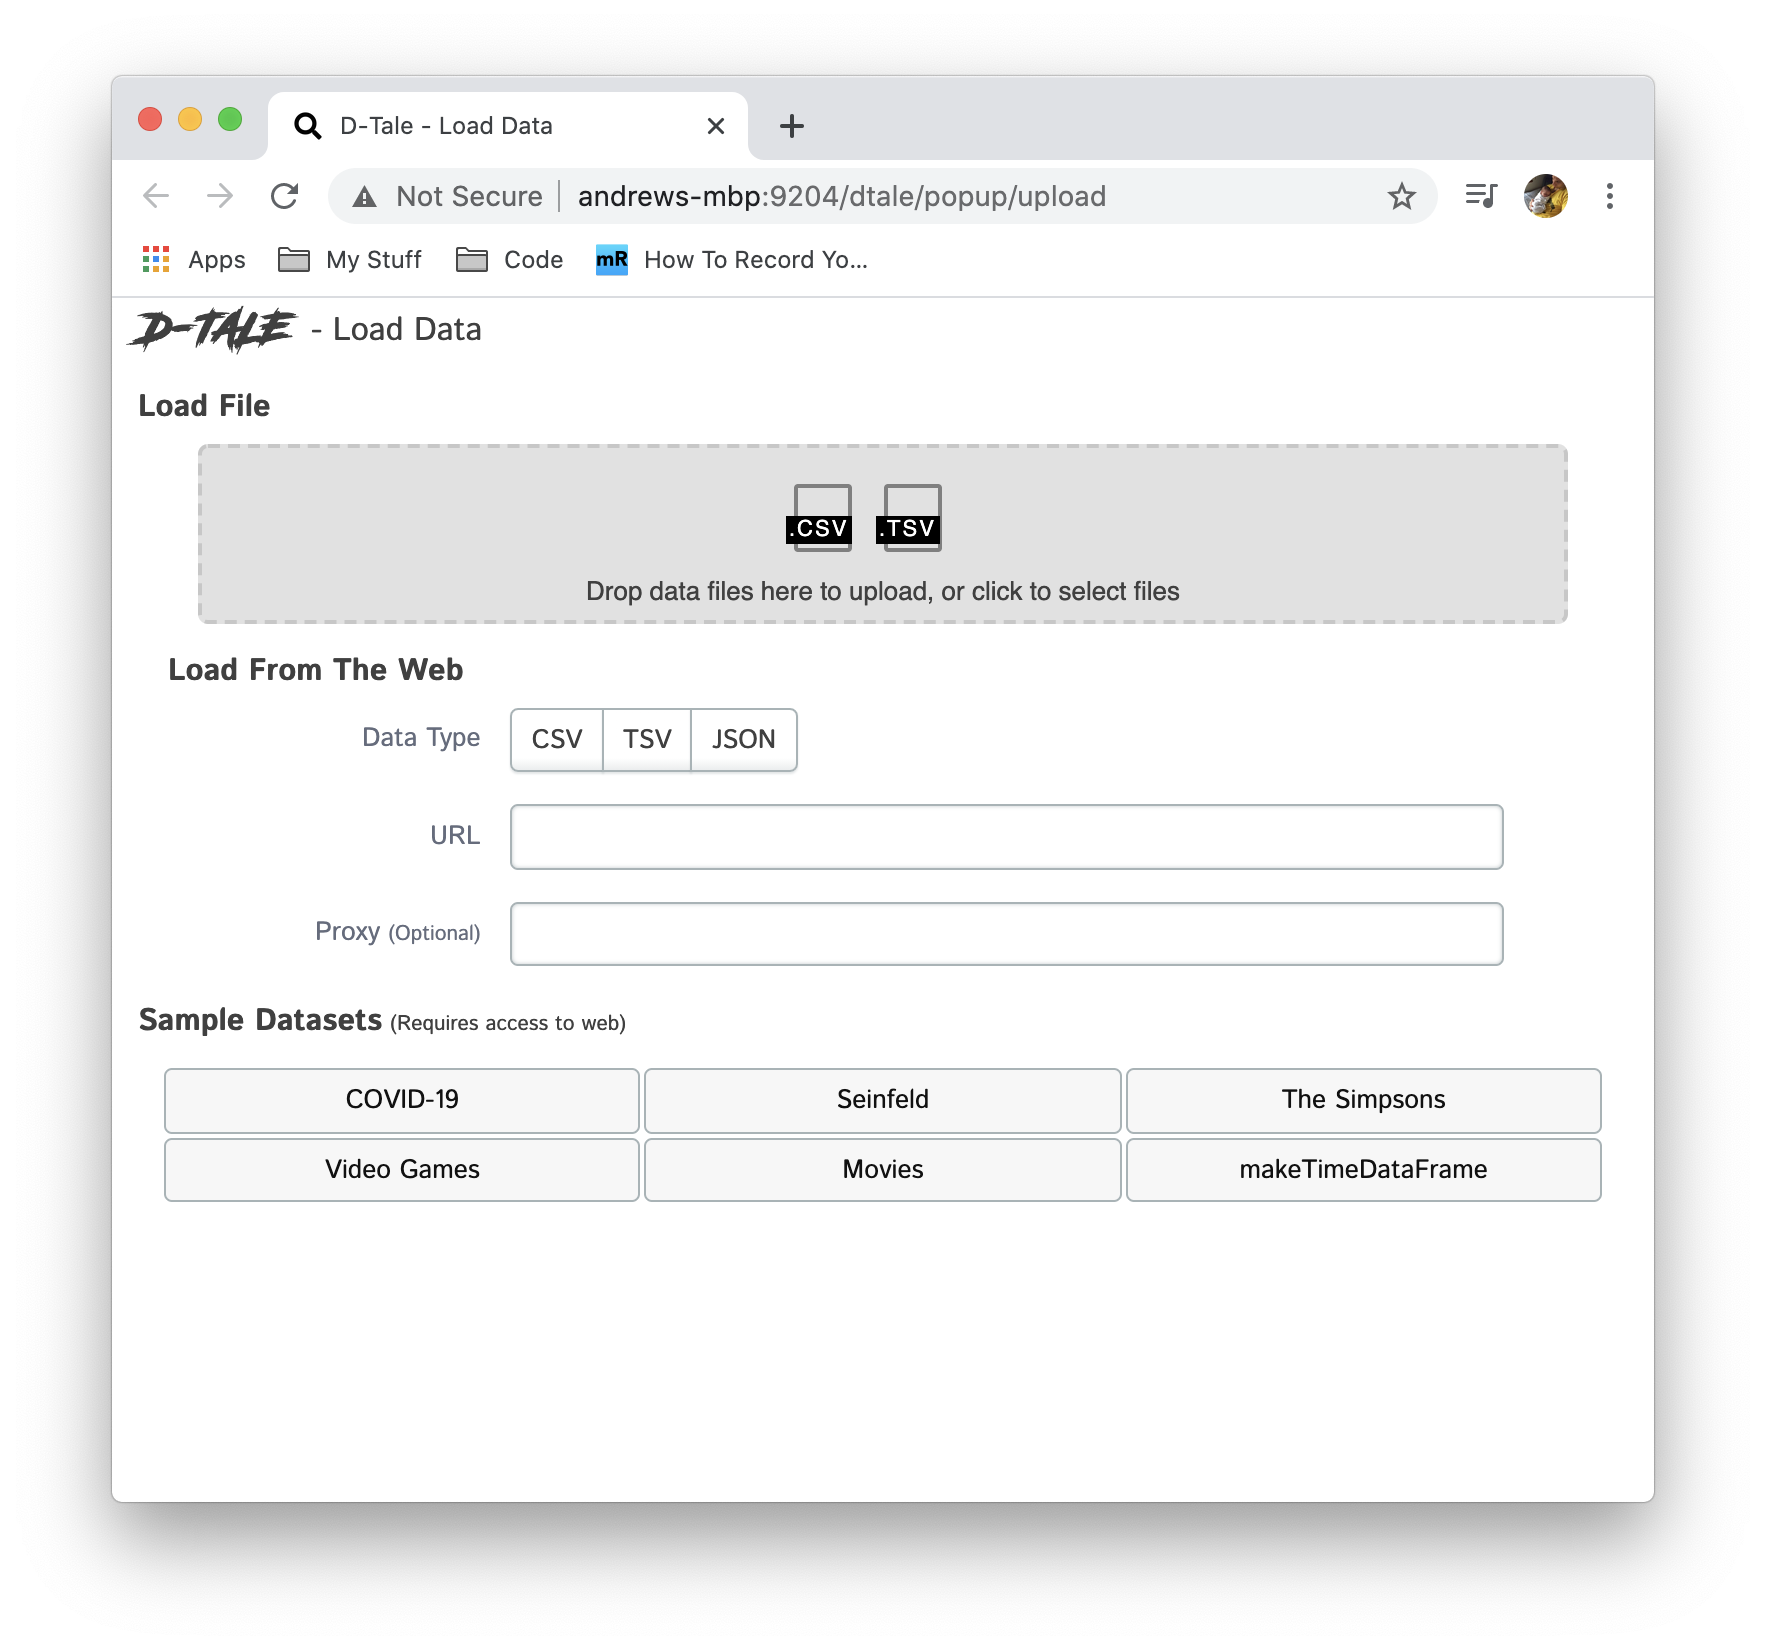 D-Tale - Load Data
Not Secure andrews-mbp:9204/dtale/popup/upload
Apps My Stuff Code mR How To Record Yo...
D-TALE - Load Data
Load File
.CSV .TSV
Drop data files here to upload, or click to select files
Load From The Web
Data Type CSV TSV JSON
URL
Proxy (Optional)
Sample Datasets (Requires access to web)
COVID-19 Seinfeld The Simpsons
Video Games Movies makeTimeDataFrame